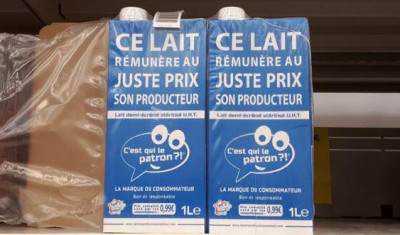 CE LAIT
RÉMUNÈRE AU
JUSTE PRIX
SON PRODUCTEUR
Lait demi-écrémé stérilisé U.H.T.
C'est qui le
patron?!
LA MARQUE DU CONSOMMATEUR
Bon et responsable
0,99€
1L e
CE LAIT
RÉMUNÈRE AU
JUSTE PRIX
SON PRODUCTEUR
Lait demi-écrémé stérilisé U.H.T.
C'est qui le
patron?!
LA MARQUE DU CONSOMMATEUR
Bon et responsable
0,99€
1L e